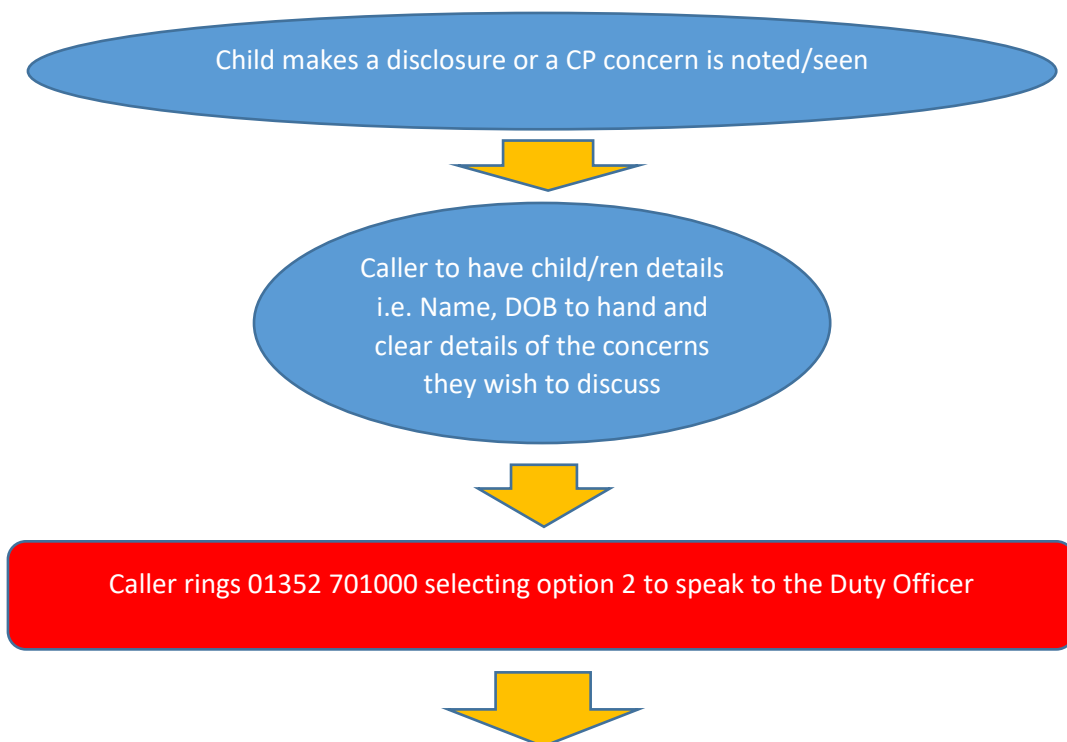 Child makes a disclosure or a CP concern is noted/seen
Caller to have child/ren details
i.e. Name, DOB to hand and
clear details of the concerns
they wish to discuss
Caller rings 01352 701000 selecting option 2 to speak to the Duty Officer